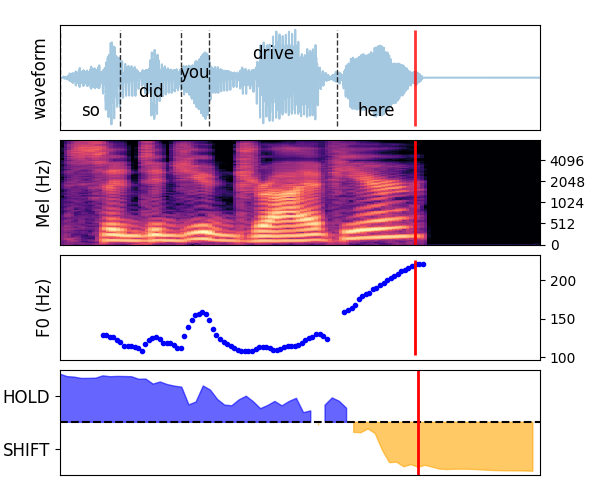 waveform
so
did
you
drive
here
Mel (Hz)
4096
2048
1024
512
0
F0 (Hz)
200
150
100
HOLD
SHIFT